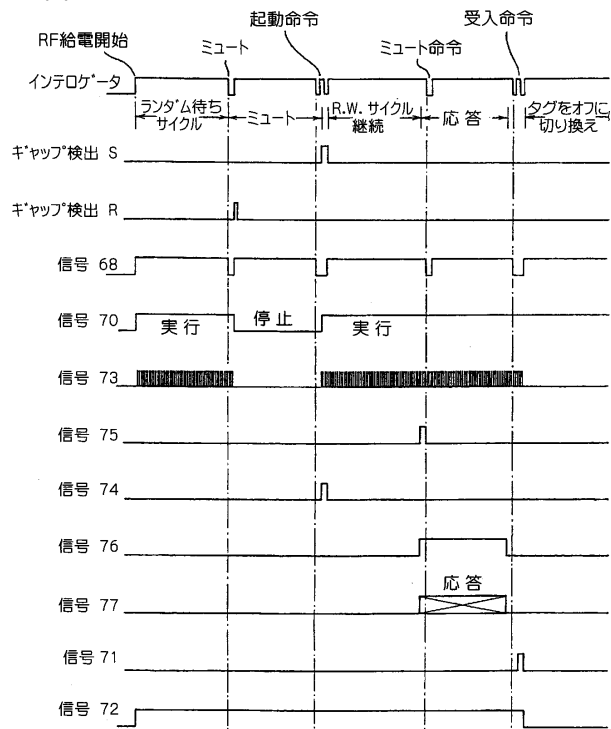 起動命令
受入命令
RF給電開始
ミュート
ミュート命令
インテロゲータ
ランダム待ち
サイクル
ミュート
R.W. サイクル
継続
応答
タグをオフに
切り換え
ギャップ検出 S
ギャップ検出 R
信号 68
信号 70
実行
停止
実行
信号 73
信号 75
信号 74
信号 76
応答
信号 77
信号 71
信号 72